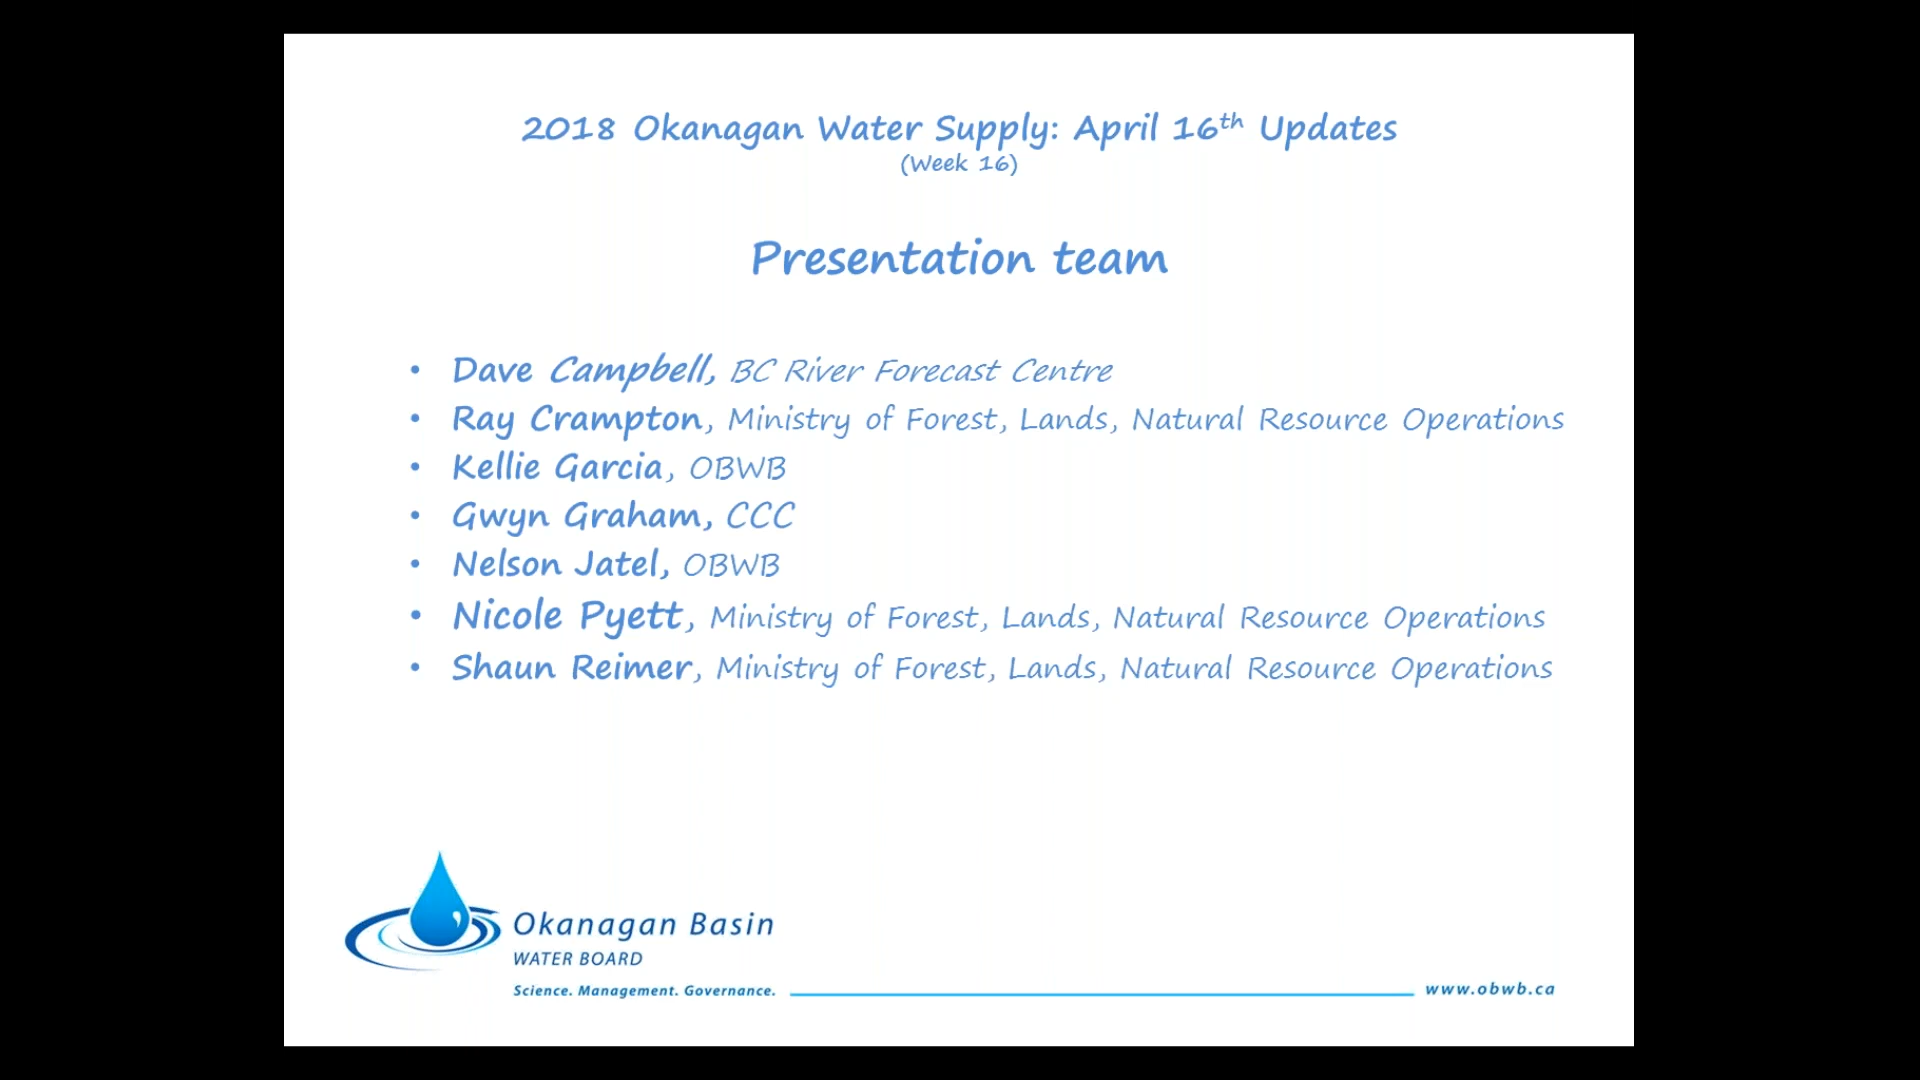 2018 Okanagan Water Supply: April 16th Updates
(Week 16)
Presentation team
• Dave Campbell, BC River Forecast Centre
• Ray Crampton, Ministry of Forest, Lands, Natural Resource Operations
• Kellie Garcia, OBWB
• Gwyn Graham, CCC
• Nelson Jatel, OBWB
• Nicole Pyett, Ministry of Forest, Lands, Natural Resource Operations
• Shaun Reimer, Ministry of Forest, Lands, Natural Resource Operations
Okanagan Basin
WATER BOARD
Science. Management. Governance.
www.obwb.ca